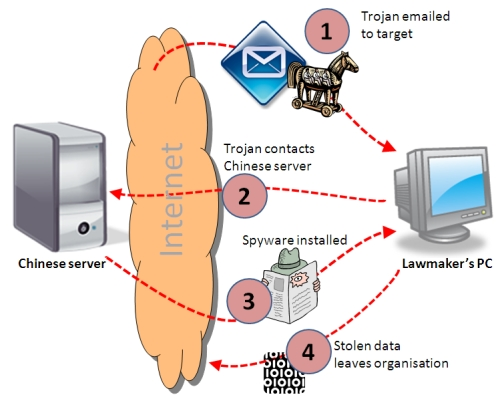 1
Trojan emailed
to target
Internet
Trojan contacts
Chinese server
2
Chinese server
Lawmaker's PC
Spyware installed
3
4
Stolen data
leaves organisation